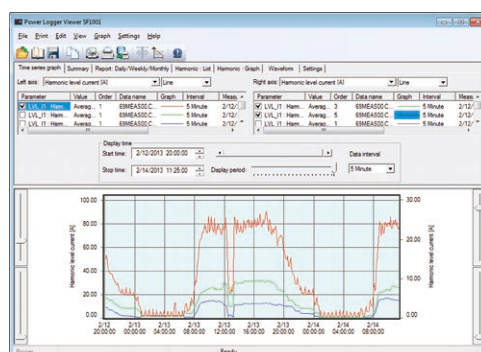 Power Logger Viewer SF1001
File Print Edit View Graph Settings Help
Time series graph Summary Report: Daily/Weekly/Monthly Harmonic : List Harmonic : Graph Waveform Settings
Left axis: Harmonic level current [A] Line Right axis: Harmonic level current [A] Line
Parameter Value Order Data name Graph Interval Meas. Parameter Value Order Data name Graph Interval Meas.
LVL_I1 Harm... Averag... 1 69MEAS00.C... 5 Minute 2/12/ LVL_I1 Harm... Averag... 3 69MEAS00.C... 5 Minute 2/12/
LVL_I1 Harm... Averag... 1 69MEAS00.C... 5 Minute 2/12/ LVL_I1 Harm... Averag... 5 69MEAS00.C... 5 Minute 2/12/
LVL_I1 Harm... Averag... 1 69MEAS00.C... 5 Minute 2/12/ LVL_I1 Harm... Averag... 1 69MEAS00.C... 5 Minute 2/12/
Display time
Start time: 2/12/2013 20:00:00 Data interval
Stop time: 2/14/2013 11:25:00 Display period: 5 Minute
100.00 30.00
80.00
60.00 20.00
40.00 10.00
20.00
0.00 0.00
Harmonic level current [A]
Harmonic level current [A]
2/12 2/13 2/13 2/13 2/13 2/13 2/13 2/14 2/14 2/14
20:00:00 00:00:00 04:00:00 08:00:00 12:00:00 16:00:00 20:00:00 00:00:00 04:00:00 08:00:00
Ready